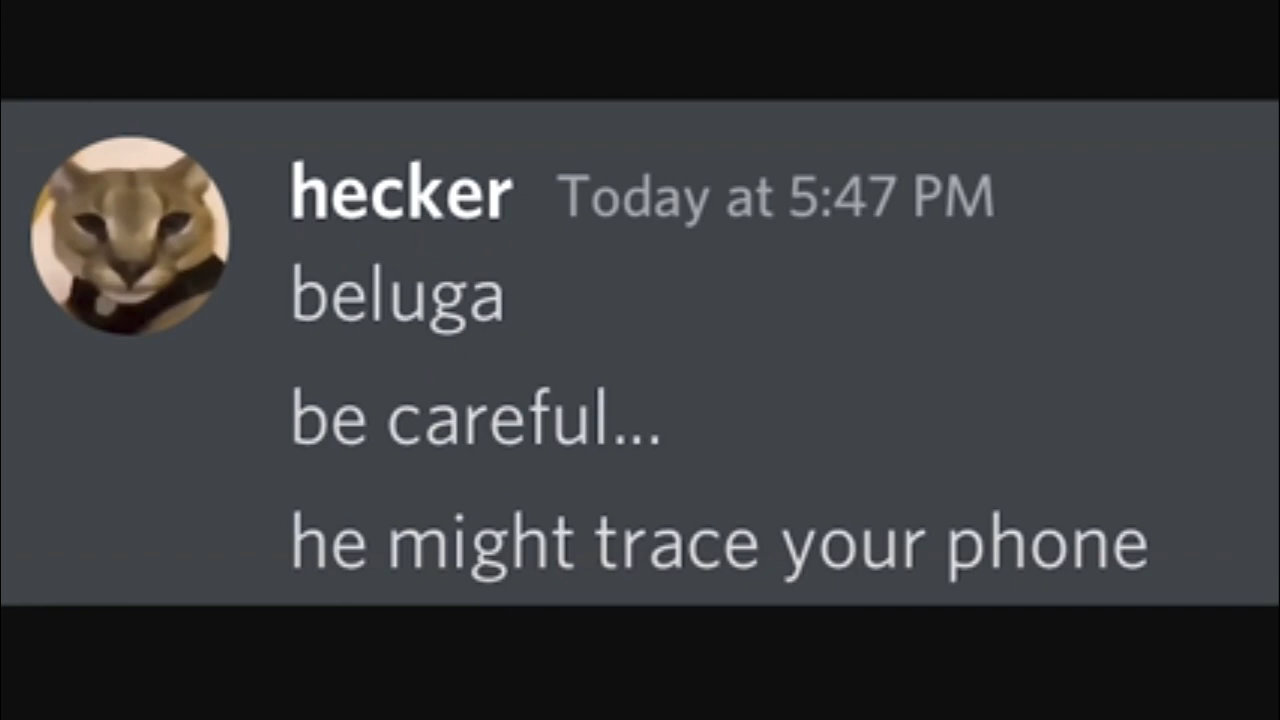 hecker Today at 5:47 PM
beluga
be careful...
he might trace your phone